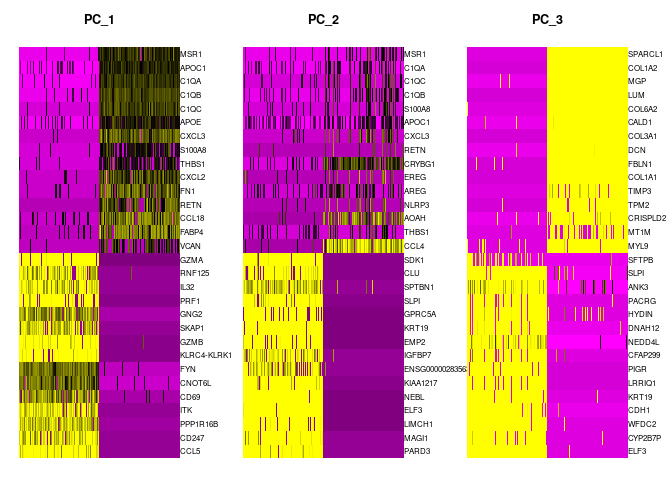 PC_1
MSR1
APOC1
C1QA
C1QB
C1QC
APOE
CXCL3
S100A8
THBS1
CXCL2
FN1
RETN
CCL18
FABP4
VCAN
GZMA
RNF125
IL32
PRF1
GNG2
SKAP1
GZMB
KLRC4-KLRK1
FYN
CNOT6L
CD69
ITK
PPP1R16B
CD247
CCL5
PC_2
MSR1
C1QA
C1QC
C1QB
S100A8
APOC1
CXCL3
RETN
CRYBG1
EREG
AREG
NLRP3
AOAH
THBS1
CCL4
SDK1
CLU
SPTBN1
SLPI
GPRC5A
KRT19
EMP2
IGFBP7
ENSG0000028356
KIAA1217
NEBL
ELF3
LIMCH1
MAGI1
PARD3
PC_3
SPARCL1
COL1A2
MGP
LUM
COL6A2
CALD1
COL3A1
DCN
FBLN1
COL1A1
TIMP3
TPM2
CRISPLD2
MT1M
MYL9
SFTPB
SLPI
ANK3
PACRG
HYDIN
DNAH12
NEDD4L
CFAP299
PIGR
LRRIQ1
KRT19
CDH1
WFDC2
CYP2B7P
ELF3